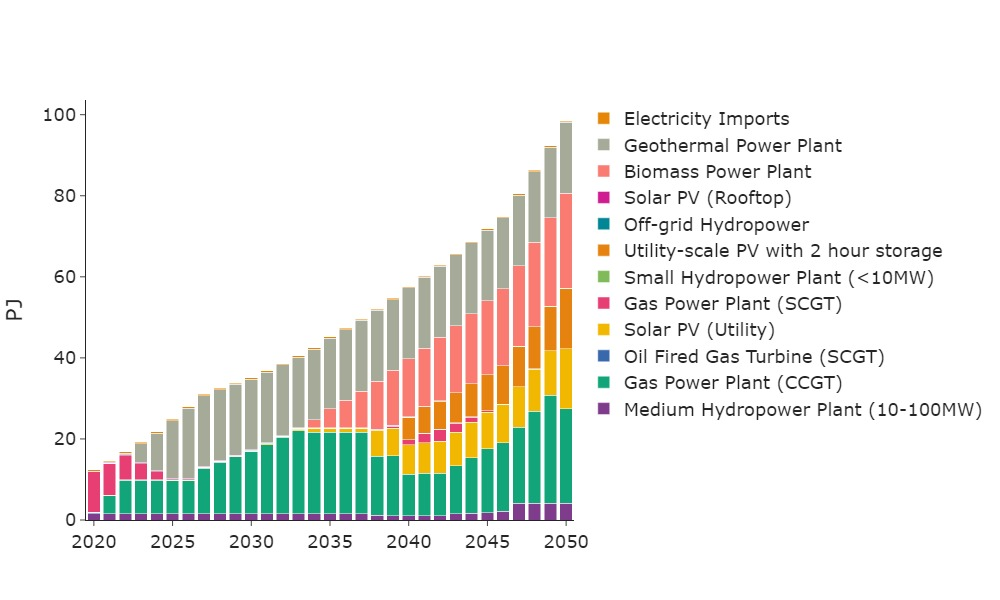 PJ
100
80
60
40
20
0
2020 2025 2030 2035 2040 2045 2050
Electricity Imports
Geothermal Power Plant
Biomass Power Plant
Solar PV (Rooftop)
Off-grid Hydropower
Utility-scale PV with 2 hour storage
Small Hydropower Plant (<10MW)
Gas Power Plant (SCGT)
Solar PV (Utility)
Oil Fired Gas Turbine (SCGT)
Gas Power Plant (CCGT)
Medium Hydropower Plant (10-100MW)